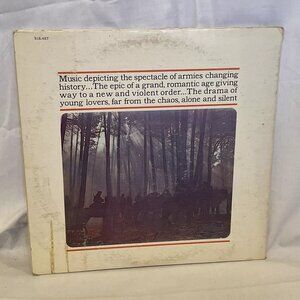 Music depicting the spectacle of armies changing
history...The epic of a grand, romantic age giving
way to a new and violent order...The drama of
young lovers, far from the chaos, alone and silent